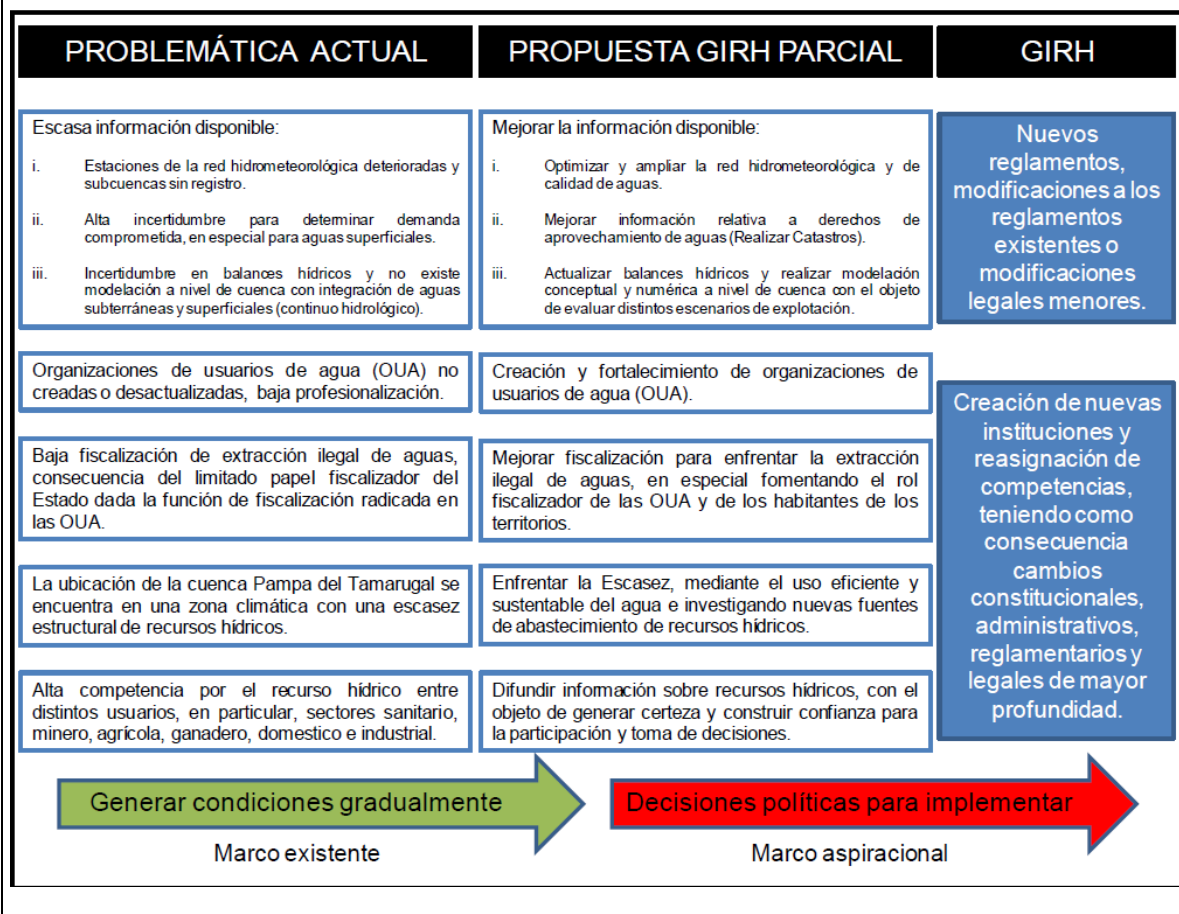 PROBLEMÁTICA ACTUAL
PROPUESTA GIRH PARCIAL
GIRH
Escasa información disponible:
i. Estaciones de la red hidrometeorológica deterioradas y
subcuencas sin registro.
ii. Alta incertidumbre para determinar demanda
comprometida, en especial para aguas superficiales.
iii. Incertidumbre en balances hídricos y no existe
modelación a nivel de cuenca con integración de aguas
subterráneas y superficiales (continuo hidrológico).
Mejorar la información disponible:
i. Optimizar y ampliar la red hidrometeorológica y de
calidad de aguas.
ii. Mejorar información relativa a derechos de
aprovechamiento de aguas (Realizar Catastros).
iii. Actualizar balances hídricos y realizar modelación
conceptual y numérica a nivel de cuenca con el objeto
de evaluar distintos escenarios de explotación.
Nuevos
reglamentos,
modificaciones a los
reglamentos
existentes o
modificaciones
legales menores.
Organizaciones de usuarios de agua (OUA) no
creadas o desactualizadas, baja profesionalización.
Creación y fortalecimiento de organizaciones de
usuarios de agua (OUA).
Baja fiscalización de extracción ilegal de aguas,
consecuencia del limitado papel fiscalizador del
Estado dada la función de fiscalización radicada en
las OUA.
Mejorar fiscalización para enfrentar la extracción
ilegal de aguas, en especial fomentando el rol
fiscalizador de las OUA y de los habitantes de los
territorios.
La ubicación de la cuenca Pampa del Tamarugal se
encuentra en una zona climática con una escasez
estructural de recursos hídricos.
Enfrentar la Escasez, mediante el uso eficiente y
sustentable del agua e investigando nuevas fuentes
de abastecimiento de recursos hídricos.
Alta competencia por el recurso hídrico entre
distintos usuarios, en particular, sectores sanitario,
minero, agrícola, ganadero, domestico e industrial.
Difundir información sobre recursos hídricos, con el
objeto de generar certeza y construir confianza para
la participación y toma de decisiones.
Creación de nuevas
instituciones y
reasignación de
competencias,
teniendo como
consecuencia
cambios
constitucionales,
administrativos,
reglamentarios y
legales de mayor
profundidad.
Generar condiciones gradualmente
Decisiones políticas para implementar
Marco existente
Marco aspiracional